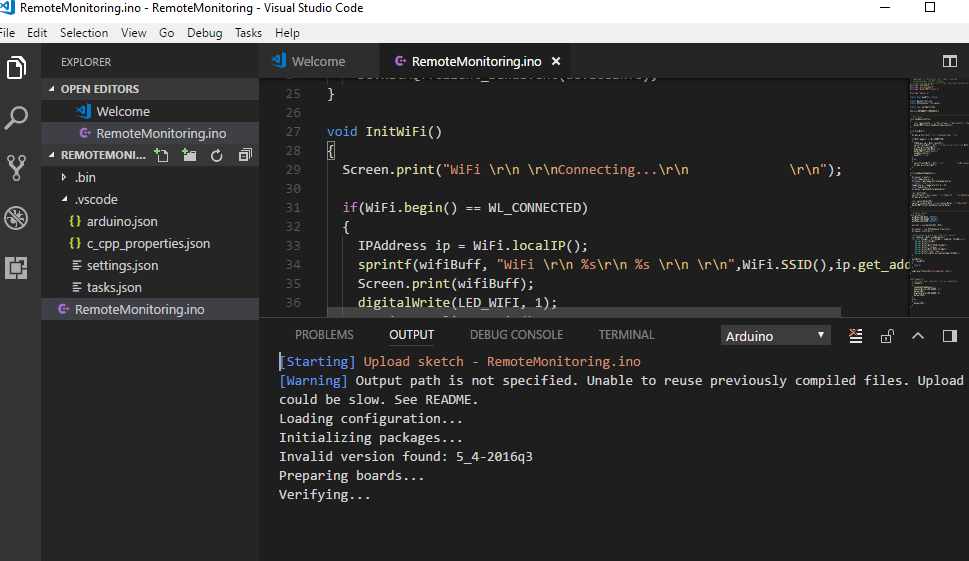 RemoteMonitoring.ino - RemoteMonitoring - Visual Studio Code
File Edit Selection View Go Debug Tasks Help
EXPLORER
OPEN EDITORS
Welcome
RemoteMonitoring.ino
REMOTEMONI...
.bin
.vscode
{} arduino.json
{} c_cpp_properties.json
settings.json
tasks.json
RemoteMonitoring.ino
Welcome RemoteMonitoring.ino
25 }
26
27 void InitWiFi()
28 {
29 Screen.print("WiFi \r\n \r\nConnecting...\r\n \r\n");
30
31 if(WiFi.begin() == WL_CONNECTED)
32 {
33 IPAddress ip = WiFi.localIP();
34 sprintf(wifiBuff, "WiFi \r\n %s\r\n %s \r\n \r\n",WiFi.SSID(),ip.get_add
35 Screen.print(wifiBuff);
36 digitalWrite(LED_WIFI, 1);
PROBLEMS OUTPUT DEBUG CONSOLE TERMINAL Arduino
[Starting] Upload sketch - RemoteMonitoring.ino
[Warning] Output path is not specified. Unable to reuse previously compiled files. Upload
could be slow. See README.
Loading configuration...
Initializing packages...
Invalid version found: 5_4-2016q3
Preparing boards...
Verifying...